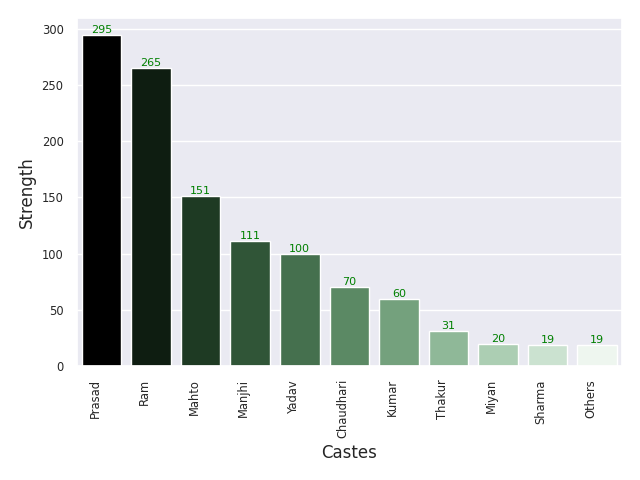 300
250
200
150
100
50
0
Strength
295
265
151
111
100
70
60
31
20
19
19
Prasad
Ram
Mahto
Manjhi
Yadav
Chaudhari
Kumar
Thakur
Miyan
Sharma
Others
Castes